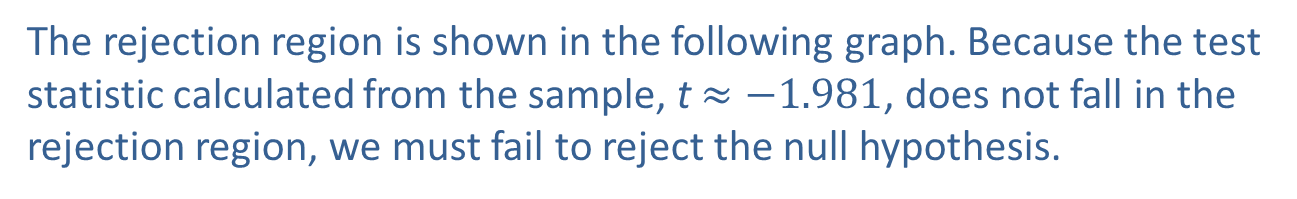 The rejection region is shown in the following graph. Because the test
statistic calculated from the sample, t ≈ −1.981, does not fall in the
rejection region, we must fail to reject the null hypothesis.